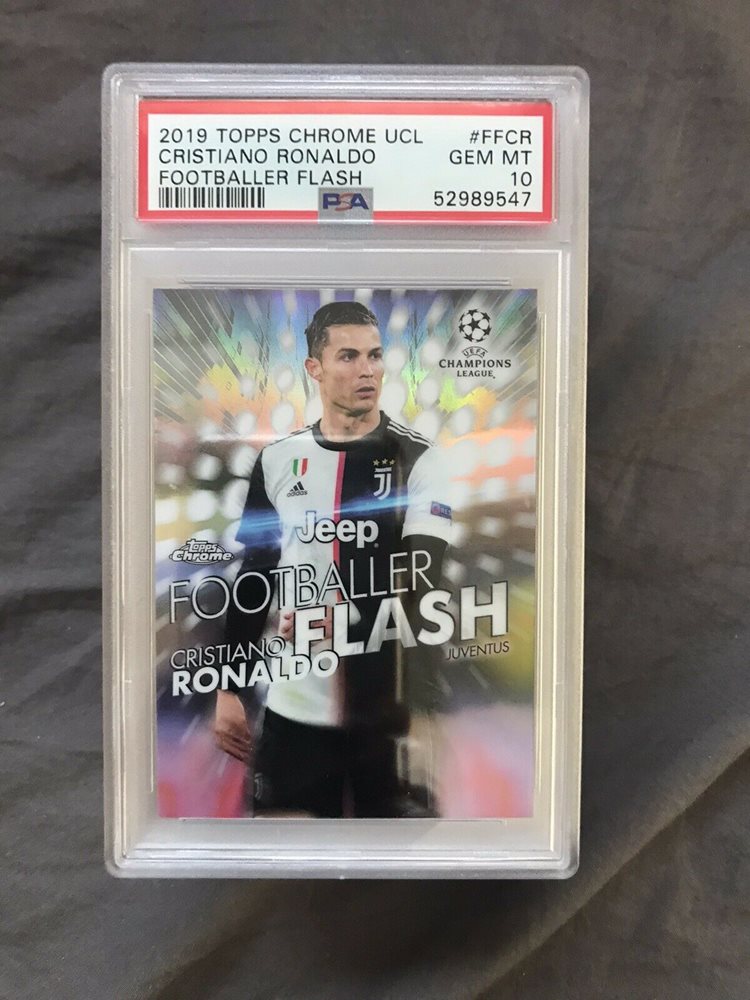 2019 TOPPS CHROME UCL #FFCR
CRISTIANO RONALDO GEM MT
FOOTBALLER FLASH 10
PSA 52989547
UEFA
CHAMPIONS
LEAGUE
adidas
Jeep
Topps
Chrome
FOOTBALLER
FLASH
CRISTIANO
RONALDO
JUVENTUS